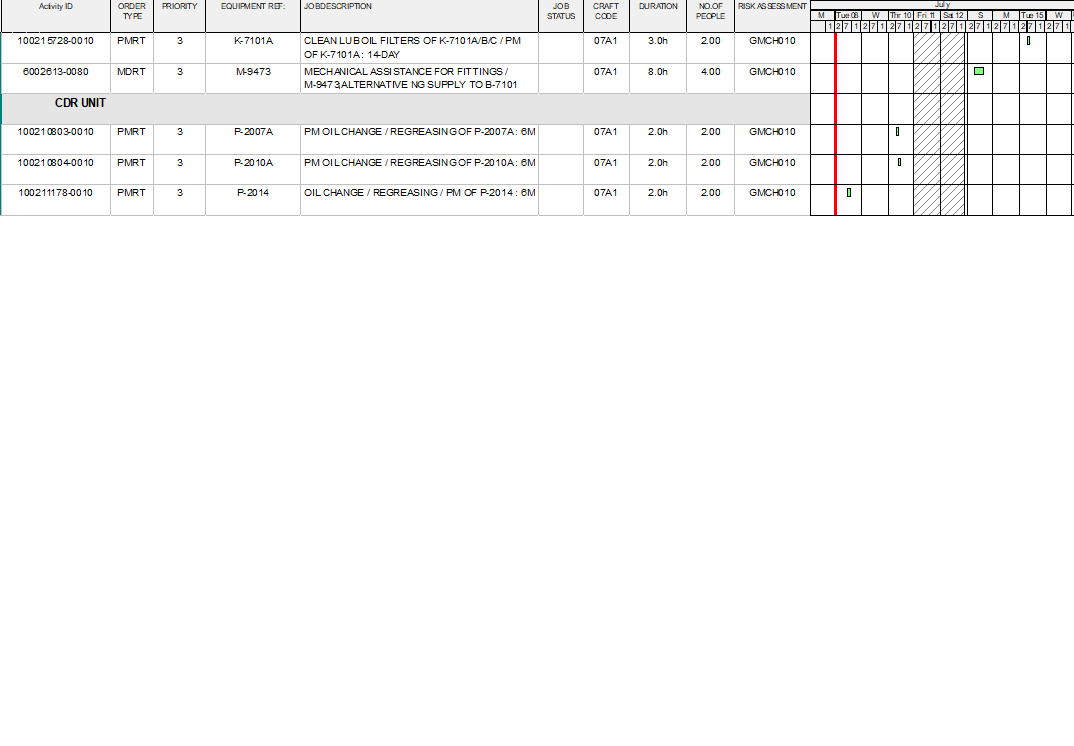 July
Activity ID ORDER TYPE PRIORITY EQUIPMENT REF: JOB DESCRIPTION JOB STATUS CRAFT CODE DURATION NO.OF PEOPLE RISK ASSESSMENT M Tue 08 W Thr 10 Fri 11 Sat 12 S M Tue 15 W
1 2 7 1 2 7 1 2 7 1 2 7 1 2 7 1 2 7 1 2 7 1 2 7 1 2 7 1
100215728-0010 PMRT 3 K-7101A CLEAN LUB OIL FILTERS OF K-7101A/B/C / PM 07A1 3.0h 2.00 GMCH010
OF K-7101A : 14-DAY
6002613-0080 MDRT 3 M-9473 MECHANICAL ASSISTANCE FOR FITTINGS / 07A1 8.0h 4.00 GMCH010
M-9473,ALTERNATIVE NG SUPPLY TO B-7101
CDR UNIT
100210803-0010 PMRT 3 P-2007A PM OIL CHANGE / REGREASING OF P-2007A : 6M 07A1 2.0h 2.00 GMCH010
100210804-0010 PMRT 3 P-2010A PM OIL CHANGE / REGREASING OF P-2010A : 6M 07A1 2.0h 2.00 GMCH010
100211178-0010 PMRT 3 P-2014 OIL CHANGE / REGREASING / PM OF P-2014 : 6M 07A1 2.0h 2.00 GMCH010